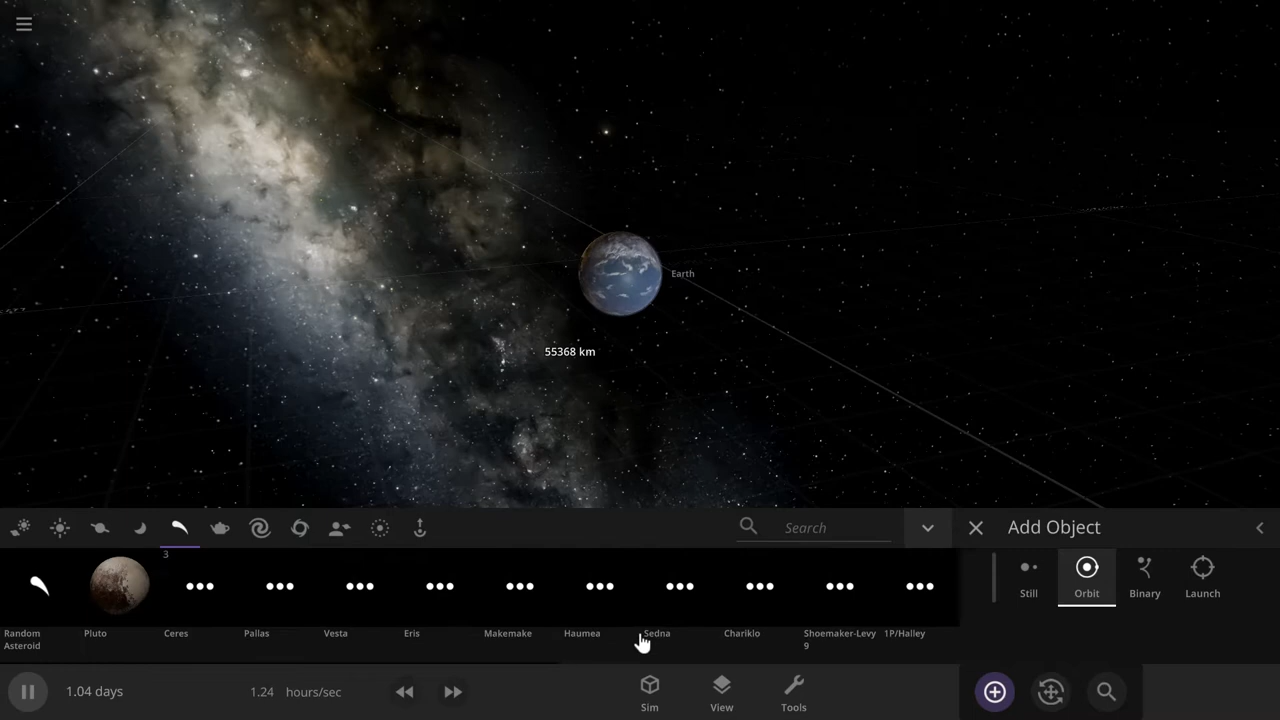 Earth
55368 km
Search
Add Object
3
Still
Orbit
Binary
Launch
Random
Asteroid
Pluto
Ceres
Pallas
Vesta
Eris
Makemake
Haumea
Sedna
Chariklo
Shoemaker-Levy
9
1P/Halley
1.04 days
1.24 hours/sec
Sim
View
Tools